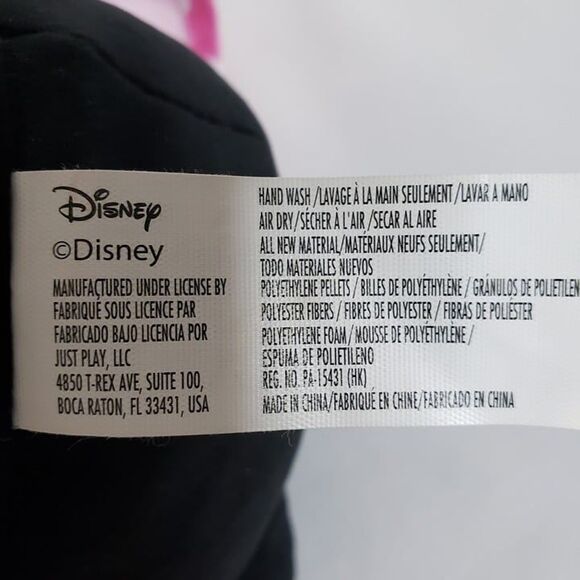 Disney
©Disney
MANUFACTURED UNDER LICENSE BY
FABRIQUÉ SOUS LICENCE PAR
FABRICADO BAJO LICENCIA POR
JUST PLAY, LLC
4850 T-REX AVE, SUITE 100,
BOCA RATON, FL 33431, USA
HAND WASH /LAVAGE À LA MAIN SEULEMENT/LAVAR A MANO
AIR DRY/SÉCHER À L'AIR /SECAR AL AIRE
ALL NEW MATERIAL/MATERIAUX NEUFS SEULEMENT/
TODO MATERIALES NUEVOS
POLYETHYLENE PELLETS / BILLES DE POLYÉTHYLÈNE / GRÁNULOS DE POLIETILEN
POLYESTER FIBERS / FIBRES DE POLYESTER / FIBRAS DE POLIÉSTER
POLYETHYLENE FOAM/ MOUSSE DE POLYÉTHYLÈNE /
ESPUMA DE POLIETILENO
REG. NO. PA-15431 (HK)
MADE IN CHINA/FABRIQUÉ EN CHINE/FABRICADO EN CHINA